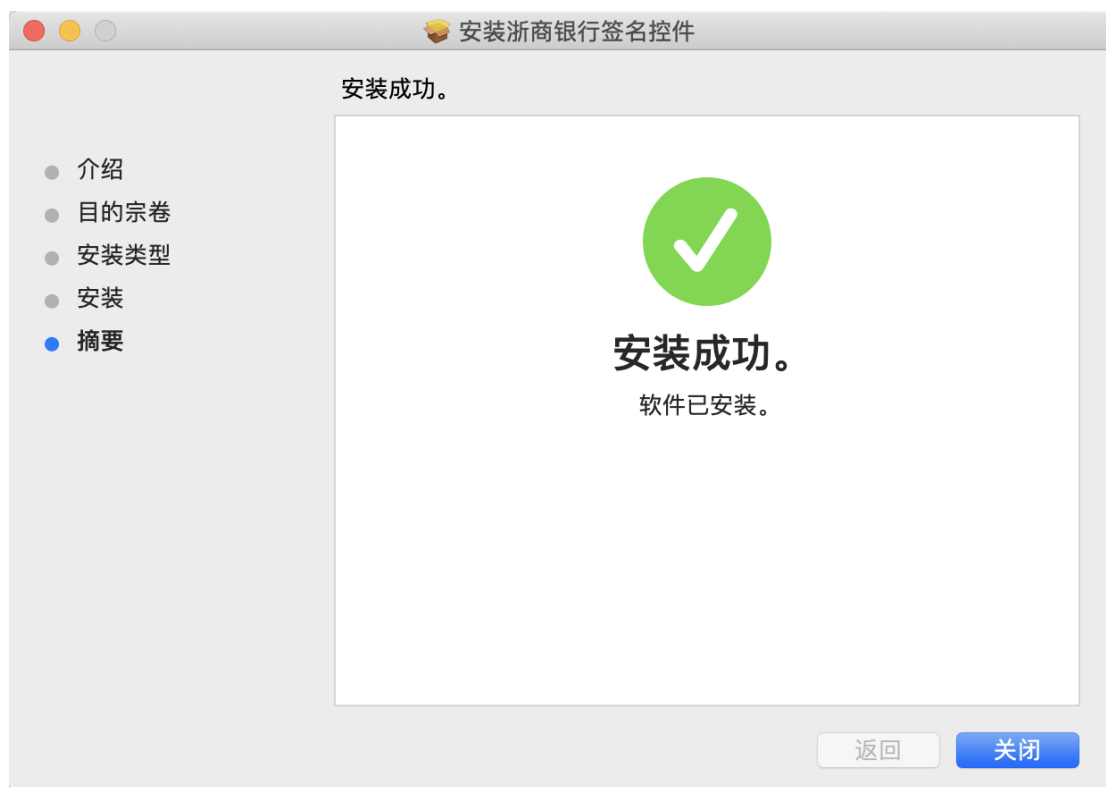 安装浙商银行签名控件
安装成功。
介绍
目的宗卷
安装类型
安装
摘要
安装成功。
软件已安装。
返回
关闭